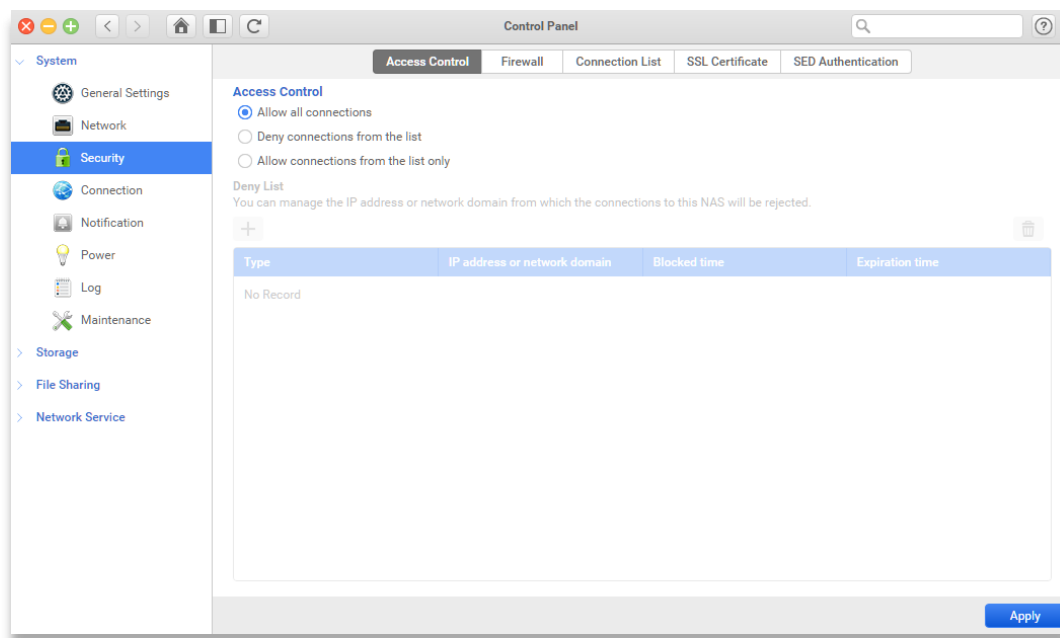 Control Panel
System
General Settings
Network
Security
Connection
Notification
Power
Log
Maintenance
Storage
File Sharing
Network Service
Access Control Firewall Connection List SSL Certificate SED Authentication
Access Control
Allow all connections
Deny connections from the list
Allow connections from the list only
Deny List
You can manage the IP address or network domain from which the connections to this NAS will be rejected.
Type IP address or network domain Blocked time Expiration time
No Record
Apply